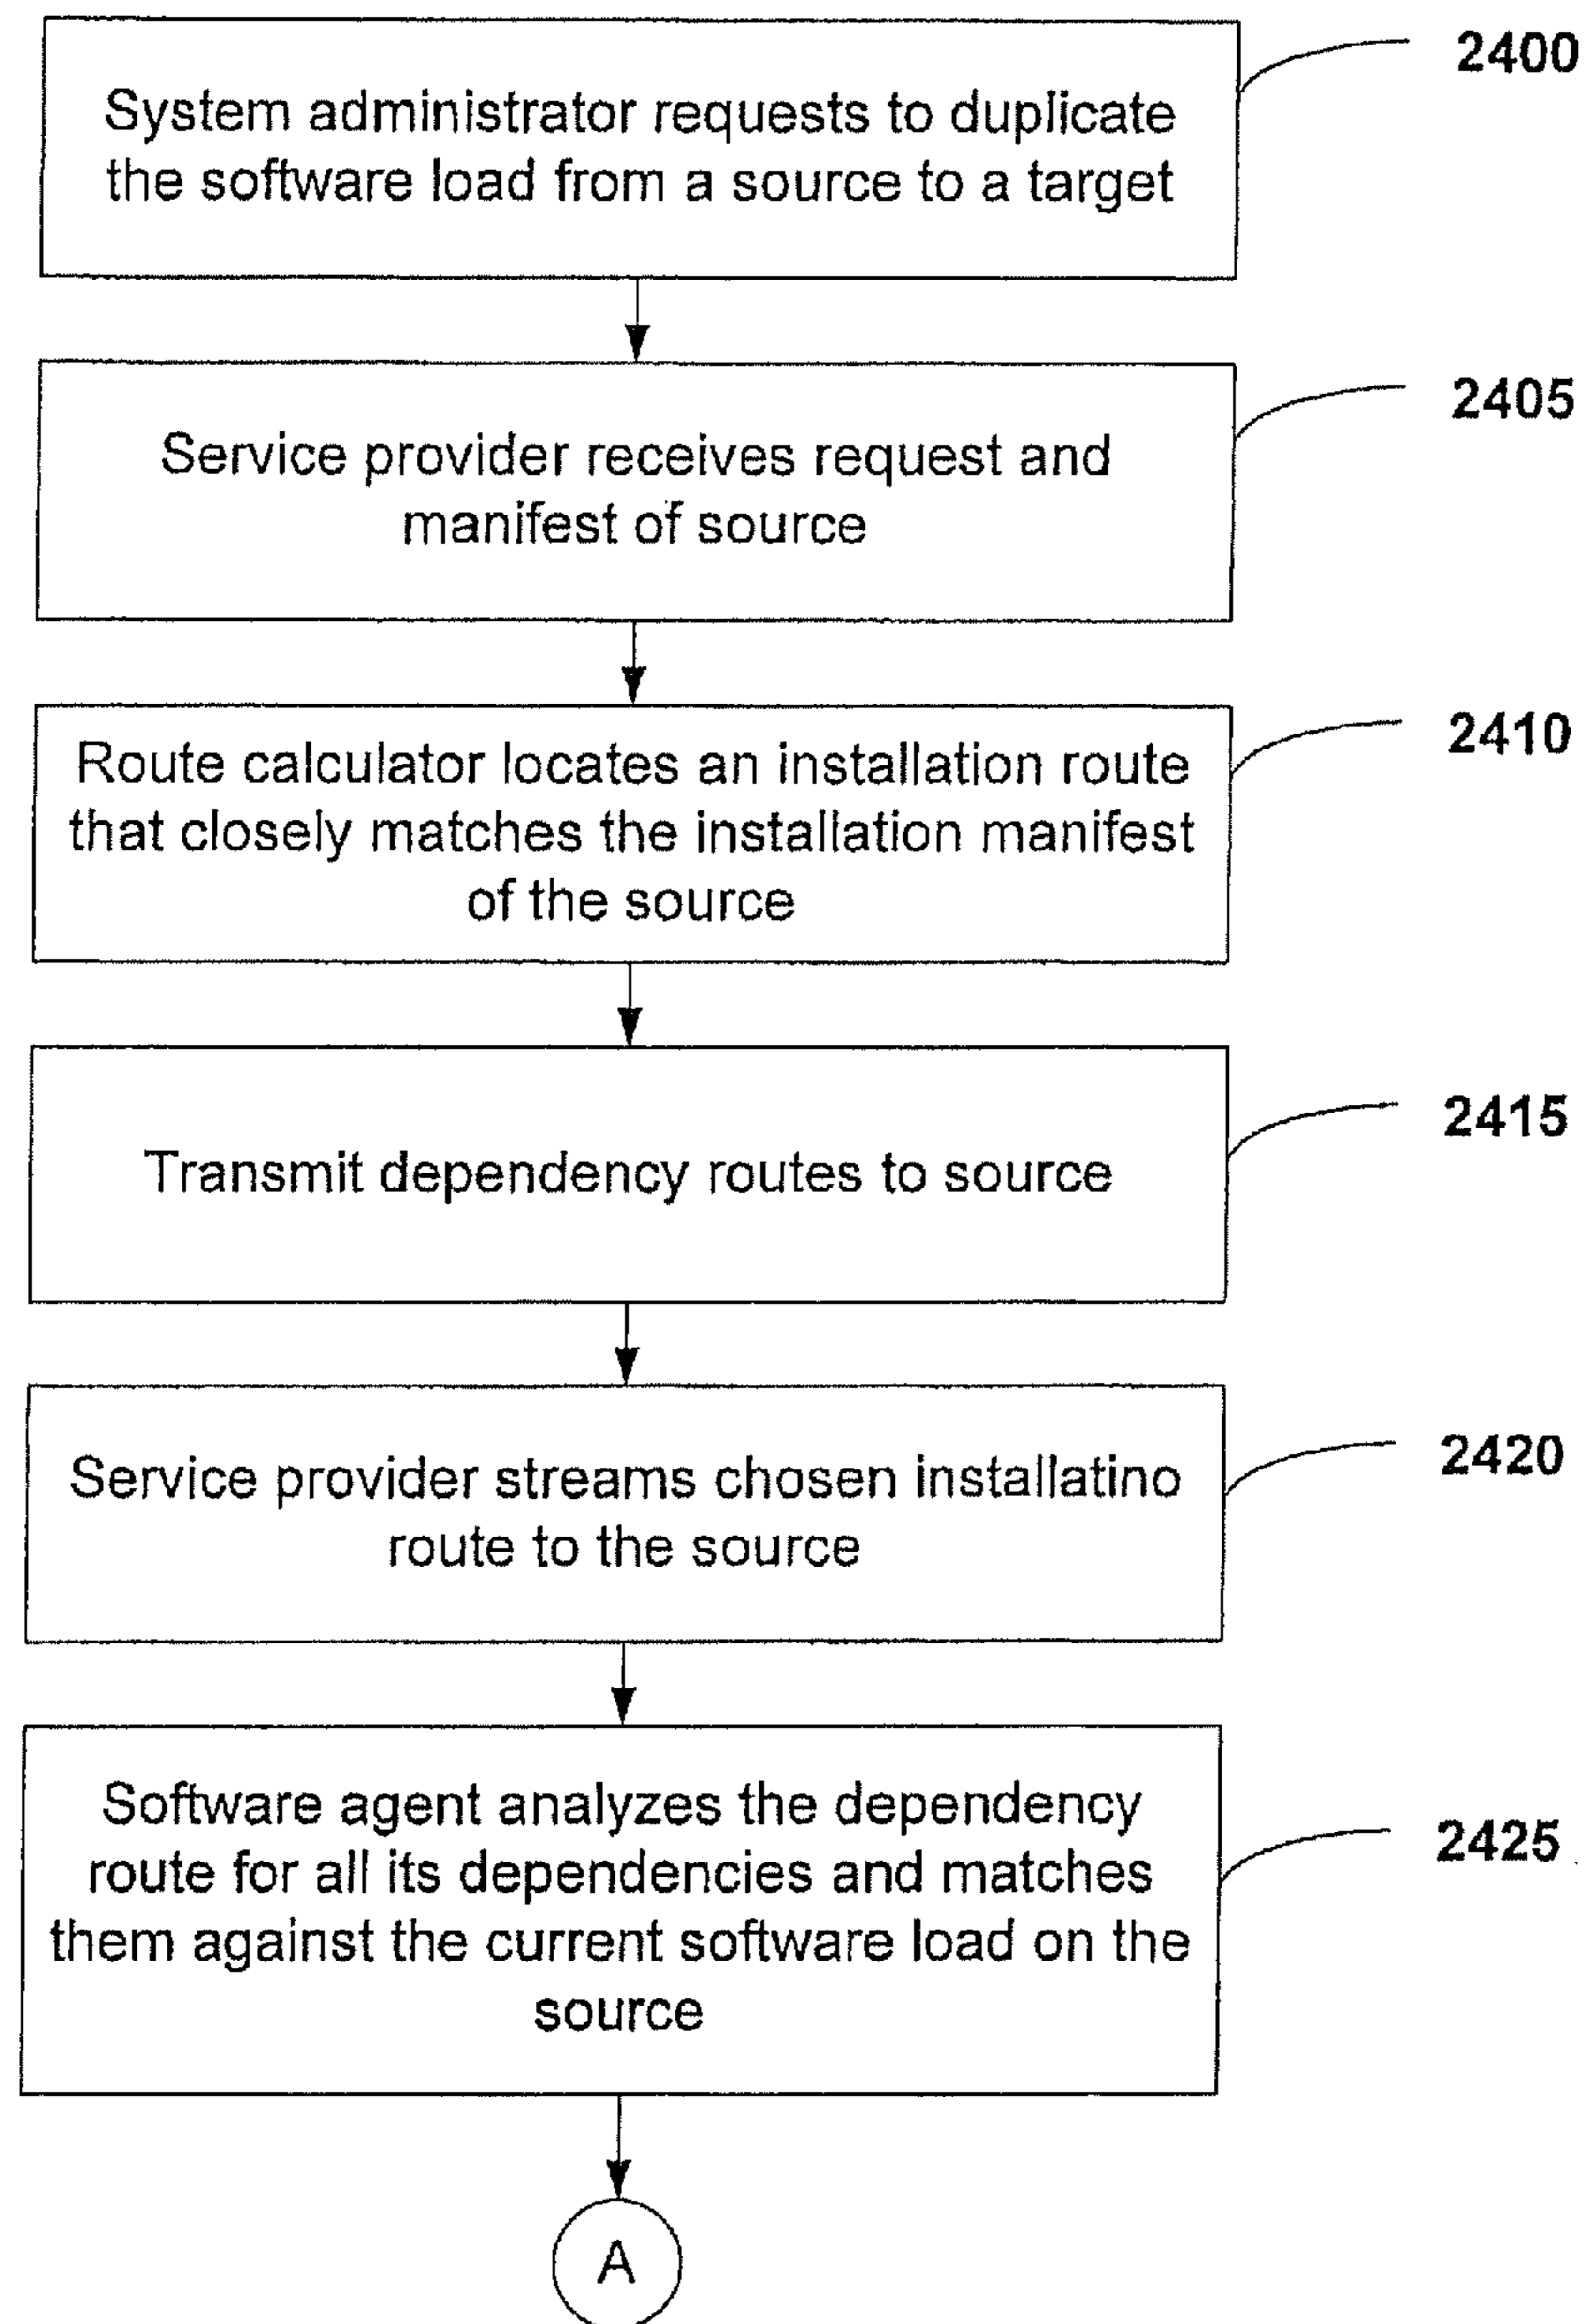 System administrator requests to duplicate
the software load from a source to a target
2400
Service provider receives request and
manifest of source
2405
Route calculator locates an installation route
that closely matches the installation manifest
of the source
2410
Transmit dependency routes to source
2415
Service provider streams chosen installatino
route to the source
2420
Software agent analyzes the dependency
route for all its dependencies and matches
them against the current software load on the
source
2425
A